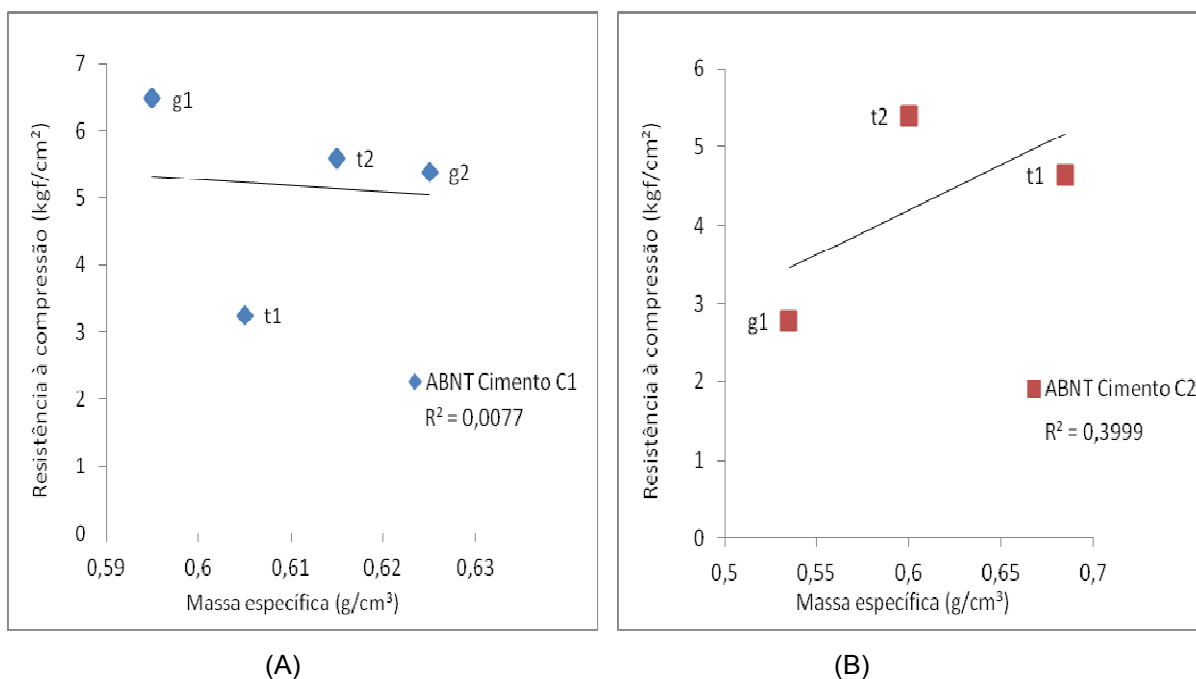 Resistência à compressão (kgf/cm²)
7
6
5
4
3
2
1
0
g1
t2
g2
t1
ABNT Cimento C1
R² = 0,0077
0,59
0,6
0,61
0,62
0,63
Massa específica (g/cm³)
(A)
Resistência à compressão (kgf/cm²)
6
5
4
3
2
1
0
t2
t1
g1
ABNT Cimento C2
R² = 0,3999
0,5
0,55
0,6
0,65
0,7
Massa específica (g/cm³)
(B)